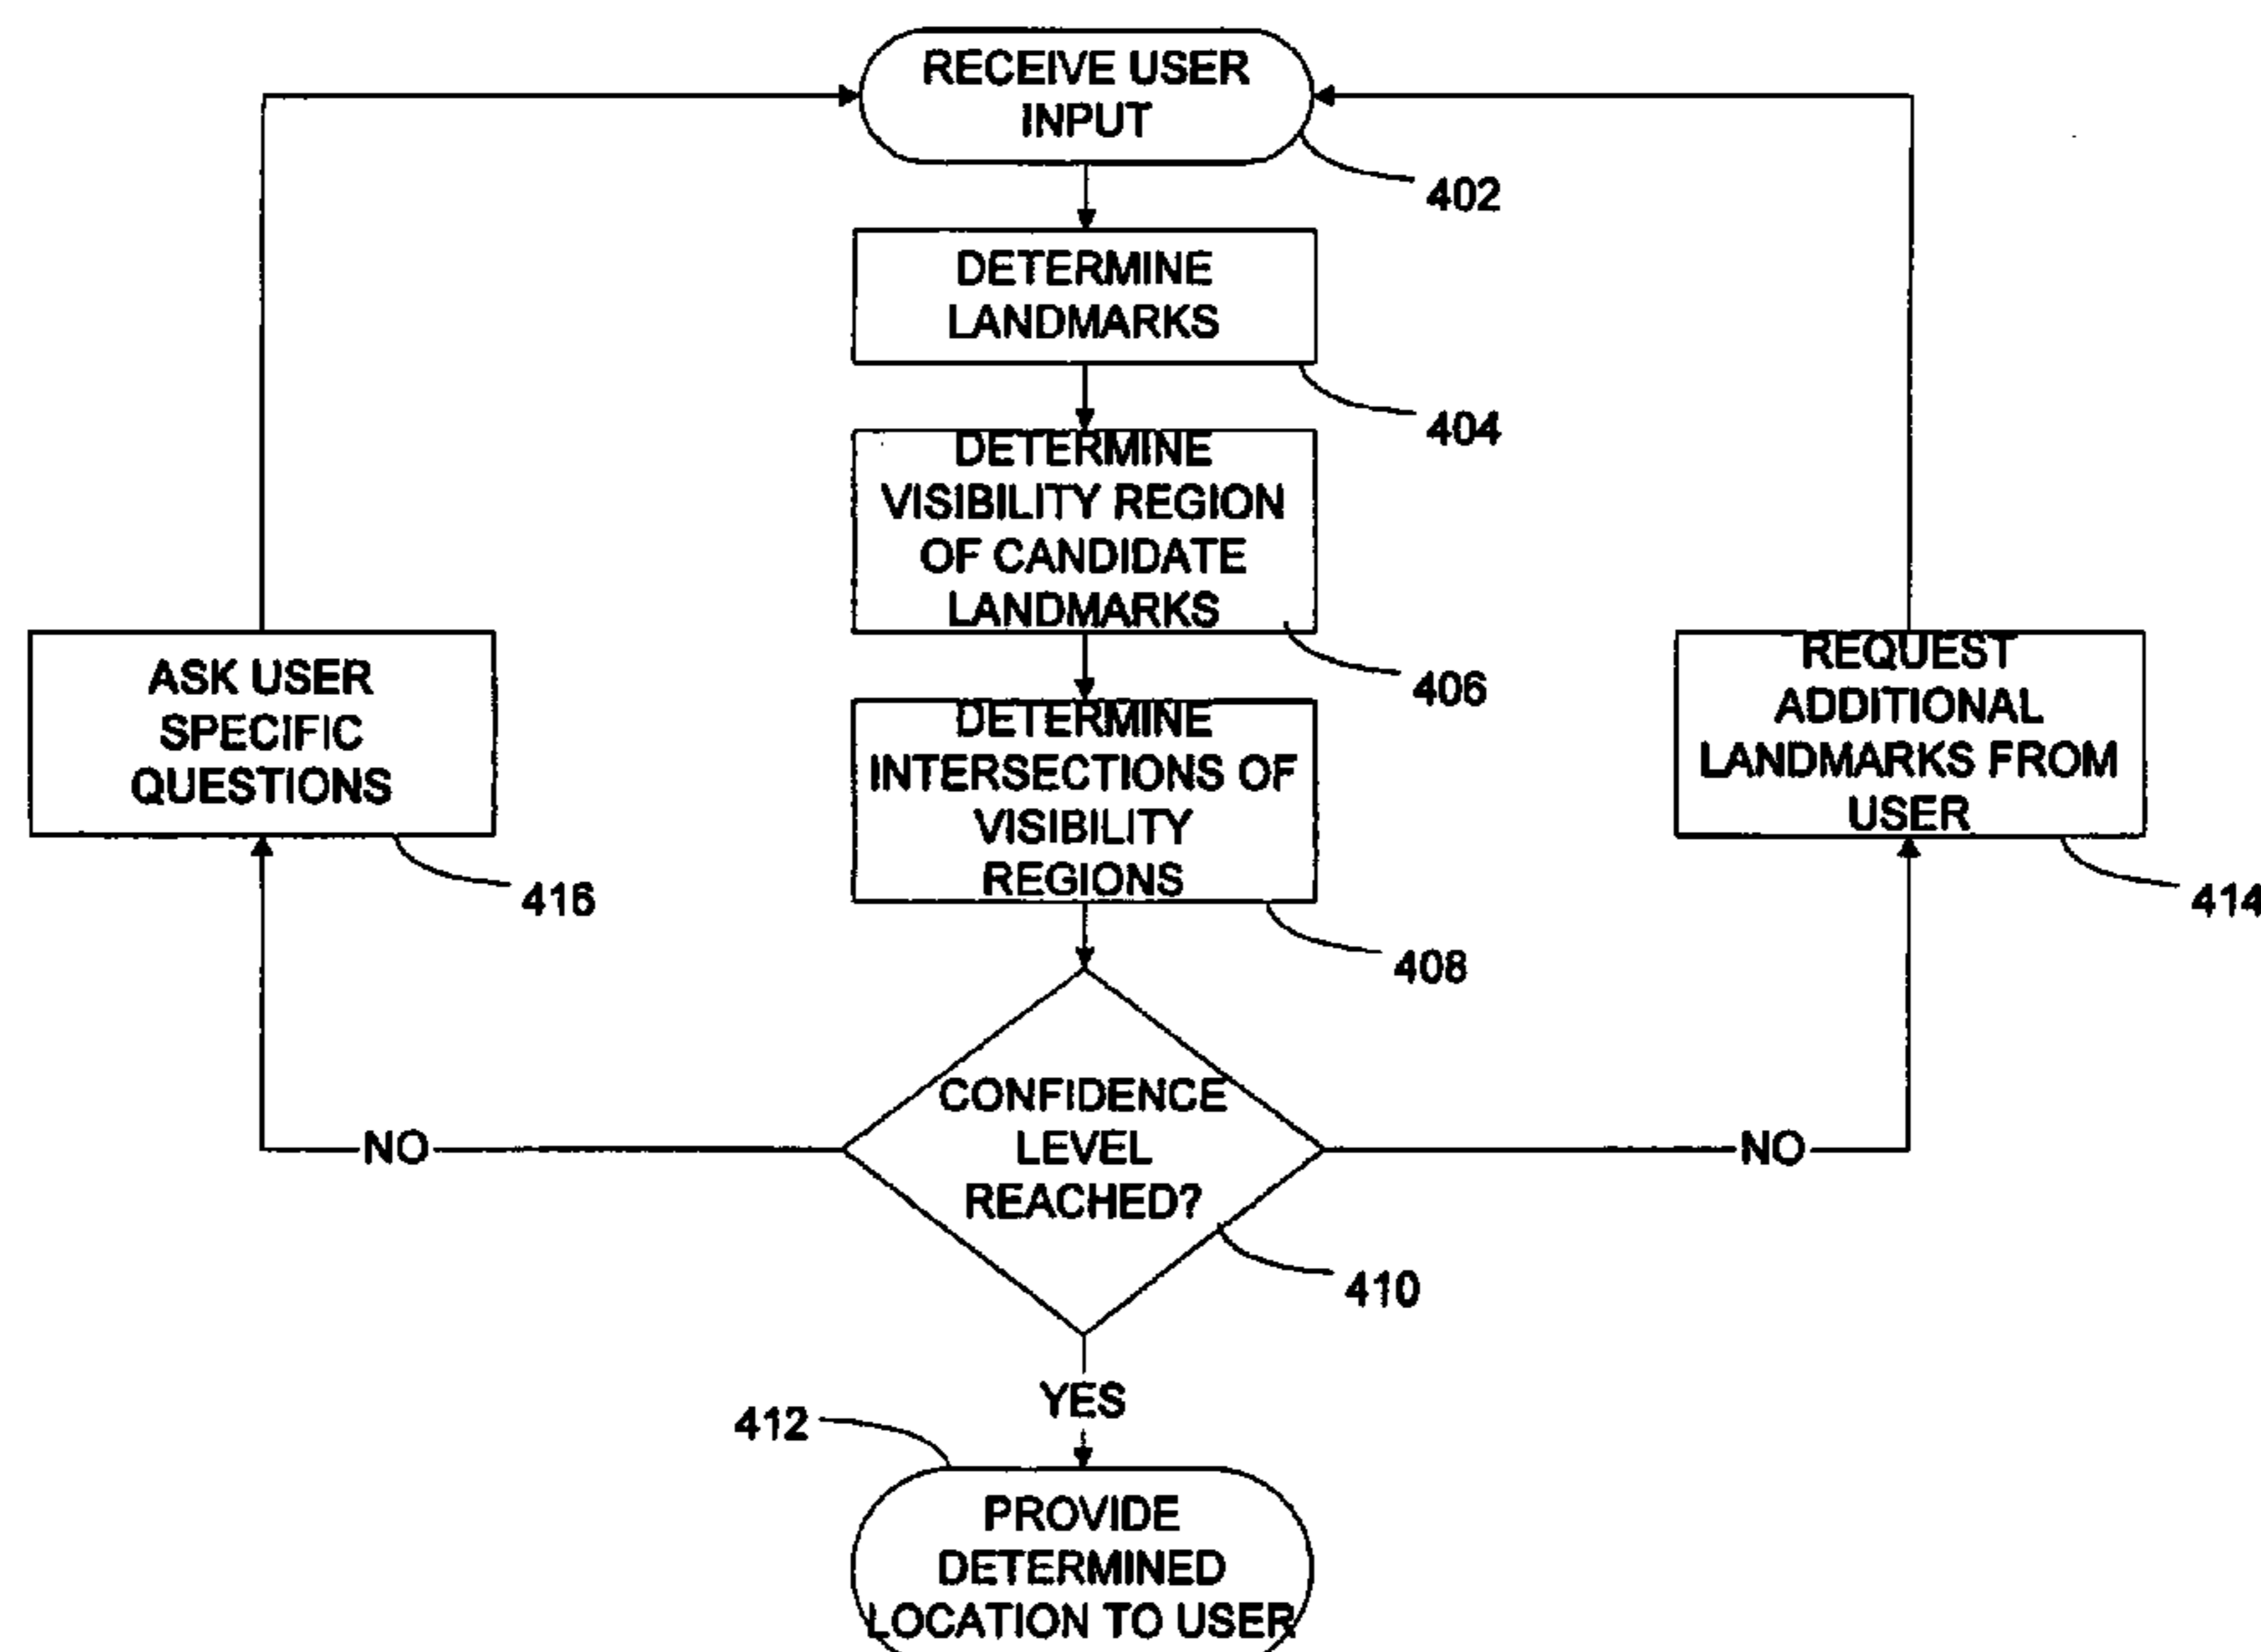 RECEIVE USER
INPUT
402
DETERMINE
LANDMARKS
404
DETERMINE
VISIBILITY REGION
OF CANDIDATE
LANDMARKS
406
ASK USER
SPECIFIC
QUESTIONS
416
DETERMINE
INTERSECTIONS OF
VISIBILITY
REGIONS
408
REQUEST
ADDITIONAL
LANDMARKS FROM
USER
414
CONFIDENCE
LEVEL
REACHED?
410
NO
NO
YES
412
PROVIDE
DETERMINED
LOCATION TO USER